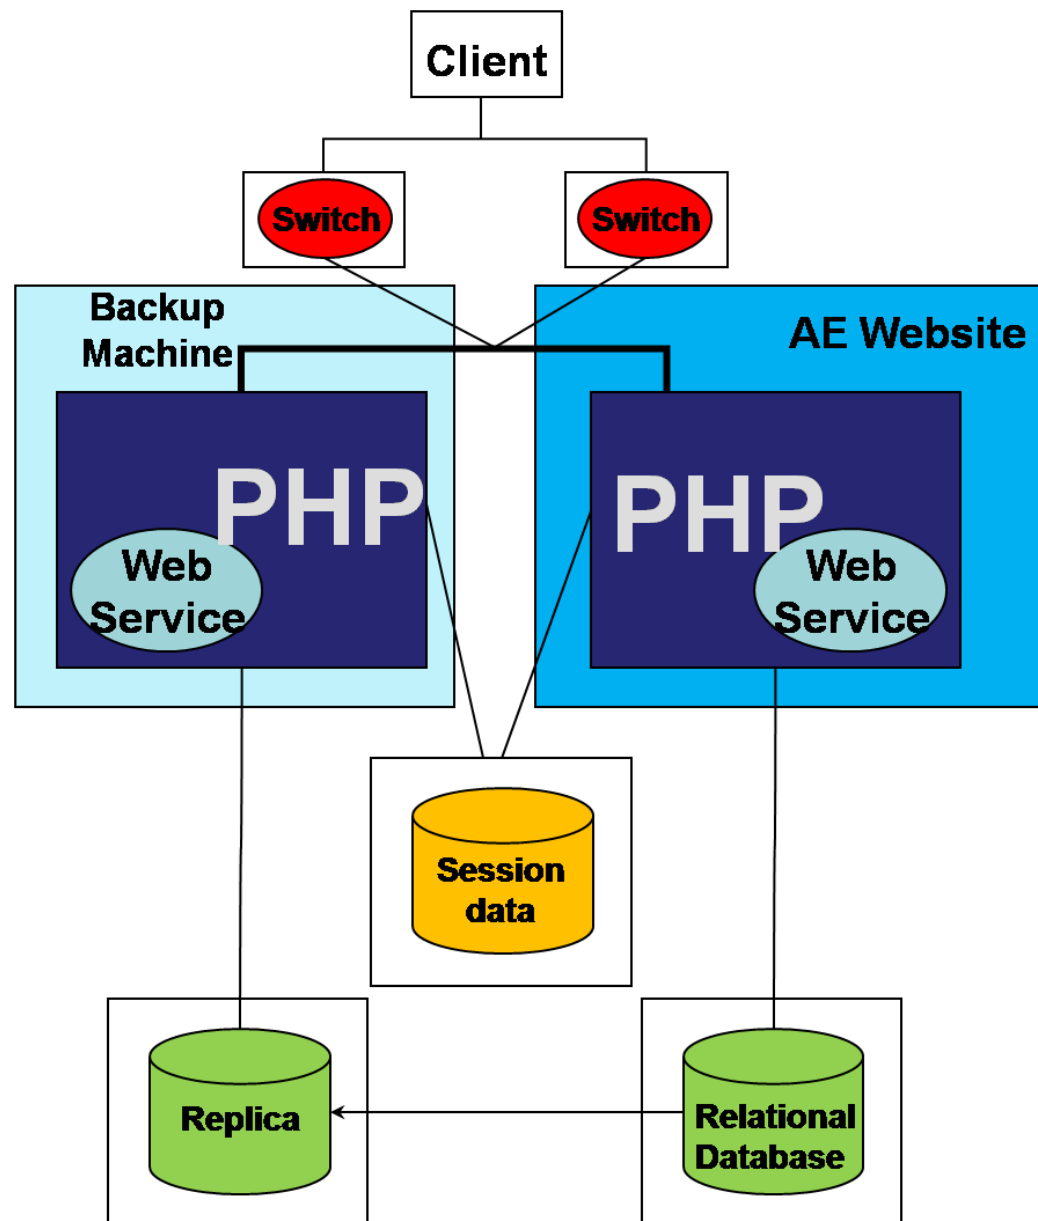 Client
Switch
Switch
Backup
Machine
AE Website
PHP
PHP
Web
Service
Web
Service
Session
data
Replica
Relational
Database